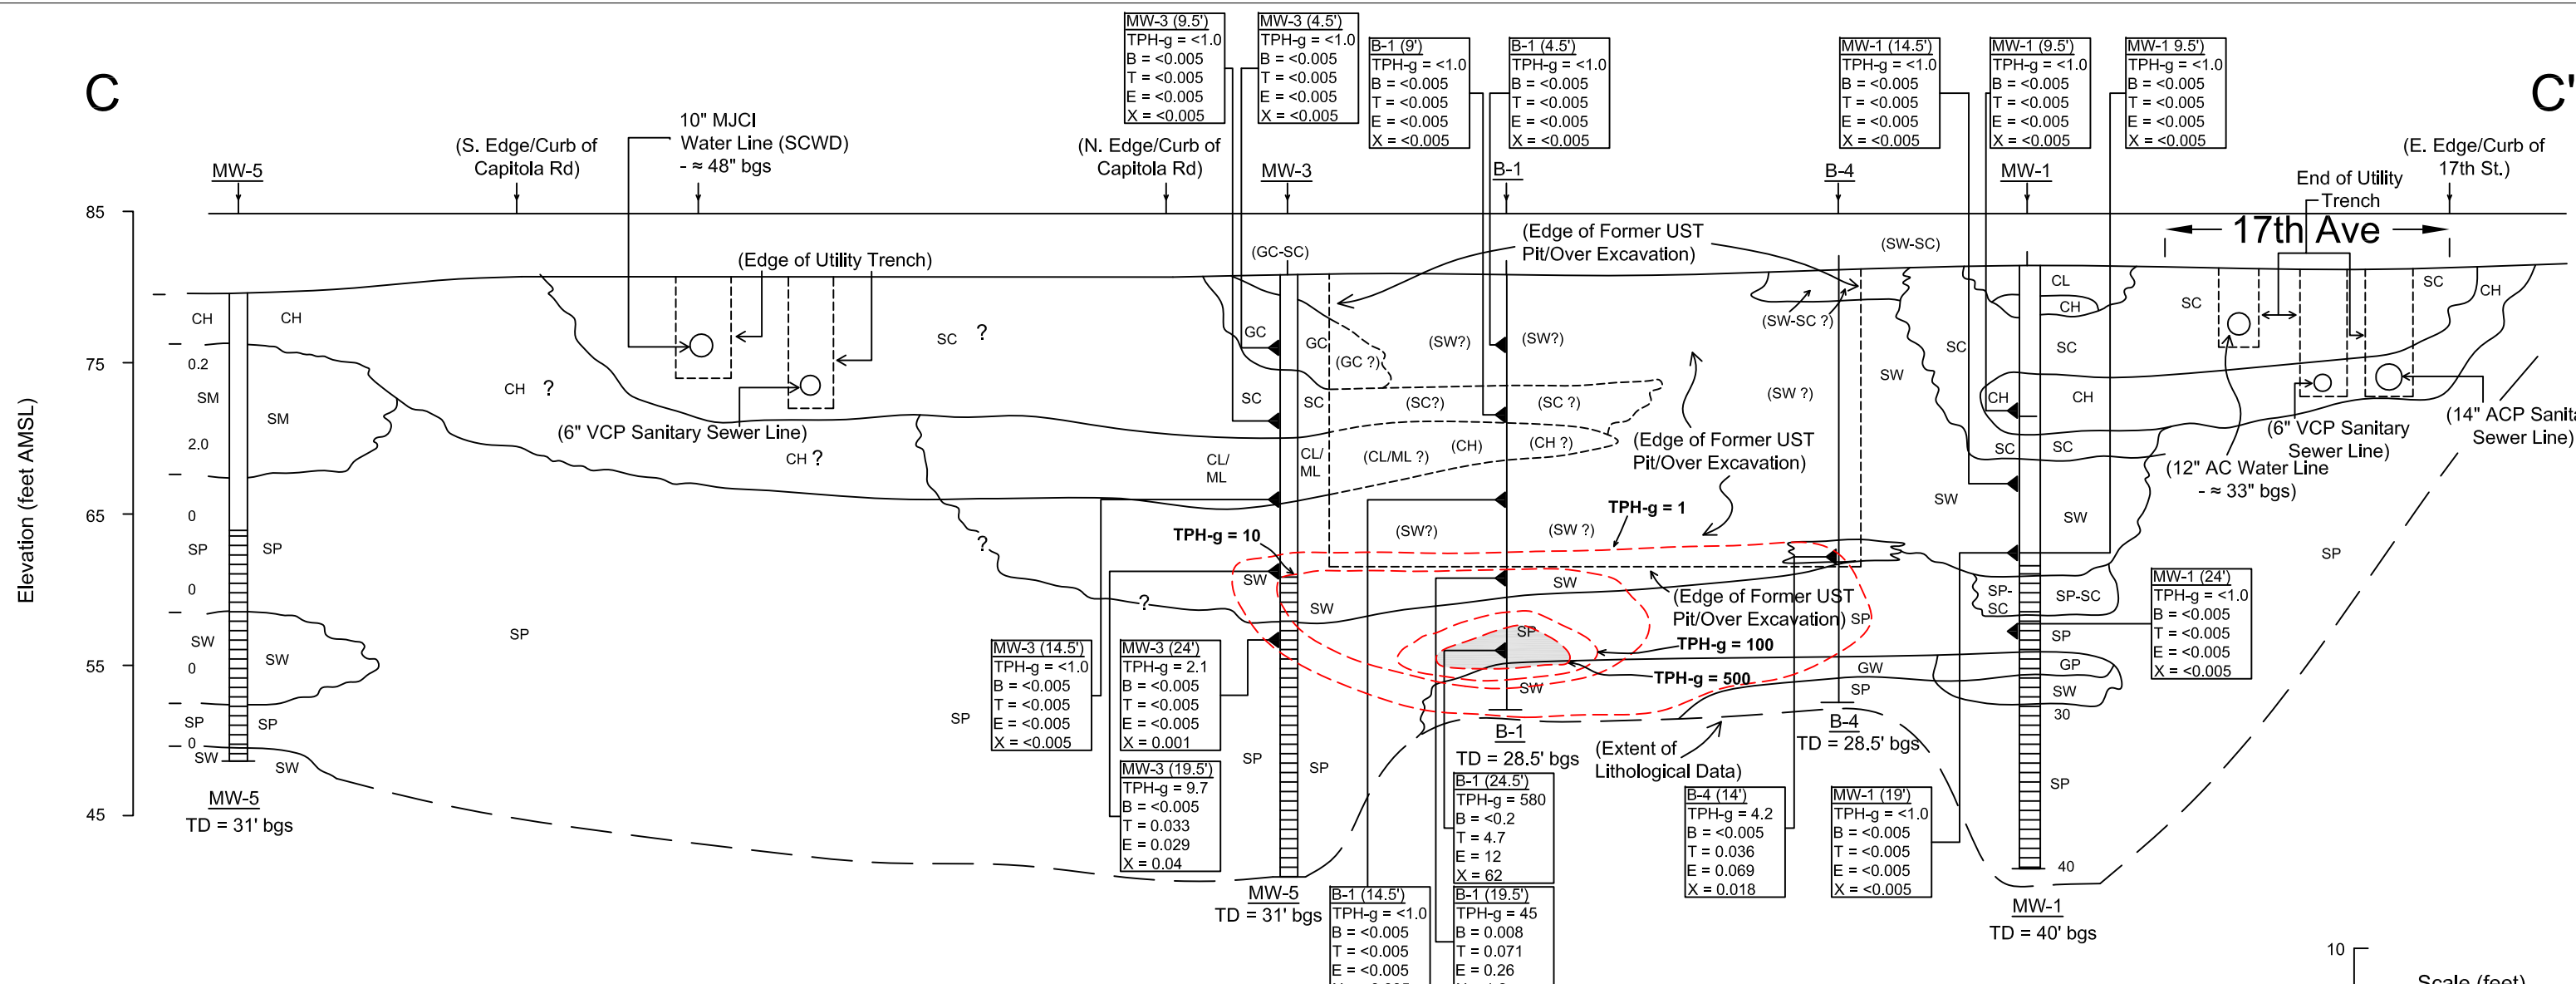 C
C'
MW-3 (9.5')
TPH-g = <1.0
B = <0.005
T = <0.005
E = <0.005
X = <0.005
MW-3 (4.5')
TPH-g = <1.0
B = <0.005
T = <0.005
E = <0.005
X = <0.005
B-1 (9')
TPH-g = <1.0
B = <0.005
T = <0.005
E = <0.005
X = <0.005
B-1 (4.5')
TPH-g = <1.0
B = <0.005
T = <0.005
E = <0.005
X = <0.005
MW-1 (14.5')
TPH-g = <1.0
B = <0.005
T = <0.005
E = <0.005
X = <0.005
MW-1 (9.5')
TPH-g = <1.0
B = <0.005
T = <0.005
E = <0.005
X = <0.005
MW-1 9.5')
TPH-g = <1.0
B = <0.005
T = <0.005
E = <0.005
X = <0.005
MW-5
(S. Edge/Curb of
Capitola Rd)
10" MJCI
Water Line (SCWD)
- ≈ 48" bgs
(N. Edge/Curb of
Capitola Rd)
MW-3
B-1
B-4
MW-1
End of Utility
Trench
(E. Edge/Curb of
17th St.)
17th Ave
Elevation (feet AMSL)
85
75
65
55
45
(Edge of Utility Trench)
(GC-SC)
(Edge of Former UST
Pit/Over Excavation)
(SW-SC)
CH
CH
0.2
SM
SM
2.0
0
SP
SP
0
SW
SW
0
SP
SP
0
SW
SW
MW-5
TD = 31' bgs
CH ?
SC ?
(6" VCP Sanitary Sewer Line)
CH ?
SP
SP
?
?
GC
GC
(GC ?)
SC
SC
CL/
ML
CL/
ML
(SW?)
(SW?)
(SC?)
(SC ?)
(CL/ML ?)
(CH)
(CH ?)
(SW?)
(SW ?)
(SW-SC ?)
(SW ?)
(Edge of Former UST
Pit/Over Excavation)
TPH-g = 1
TPH-g = 10
SW
SW
SW
(Edge of Former UST
Pit/Over Excavation)
SP
SP
TPH-g = 100
TPH-g = 500
SW
GW
SP
SP
SP
SW
SC
CL
CH
SC
CH
CH
SC
SC
SW
SW
SP-
SC
SP-SC
SP
GP
SW
30
SP
40
SC
SC
CH
SP
(6" VCP Sanitary
Sewer Line)
(14" ACP Sanita
Sewer Line)
(12" AC Water Line
- ≈ 33" bgs)
MW-1 (24')
TPH-g = <1.0
B = <0.005
T = <0.005
E = <0.005
X = <0.005
MW-3 (14.5')
TPH-g = <1.0
B = <0.005
T = <0.005
E = <0.005
X = <0.005
MW-3 (24')
TPH-g = 2.1
B = <0.005
T = <0.005
E = <0.005
X = 0.001
MW-3 (19.5')
TPH-g = 9.7
B = <0.005
T = 0.033
E = 0.029
X = 0.04
MW-5
TD = 31' bgs
B-1
TD = 28.5' bgs
(Extent of
Lithological Data)
B-4
TD = 28.5' bgs
B-1 (24.5')
TPH-g = 580
B = <0.2
T = 4.7
E = 12
X = 62
B-1 (14.5')
TPH-g = <1.0
B = <0.005
T = <0.005
E = <0.005
B-1 (19.5')
TPH-g = 45
B = 0.008
T = 0.071
E = 0.26
B-4 (14')
TPH-g = 4.2
B = <0.005
T = 0.036
E = 0.069
X = 0.018
MW-1 (19')
TPH-g = <1.0
B = <0.005
T = <0.005
E = <0.005
X = <0.005
MW-1
TD = 40' bgs
10
Scale (feet)